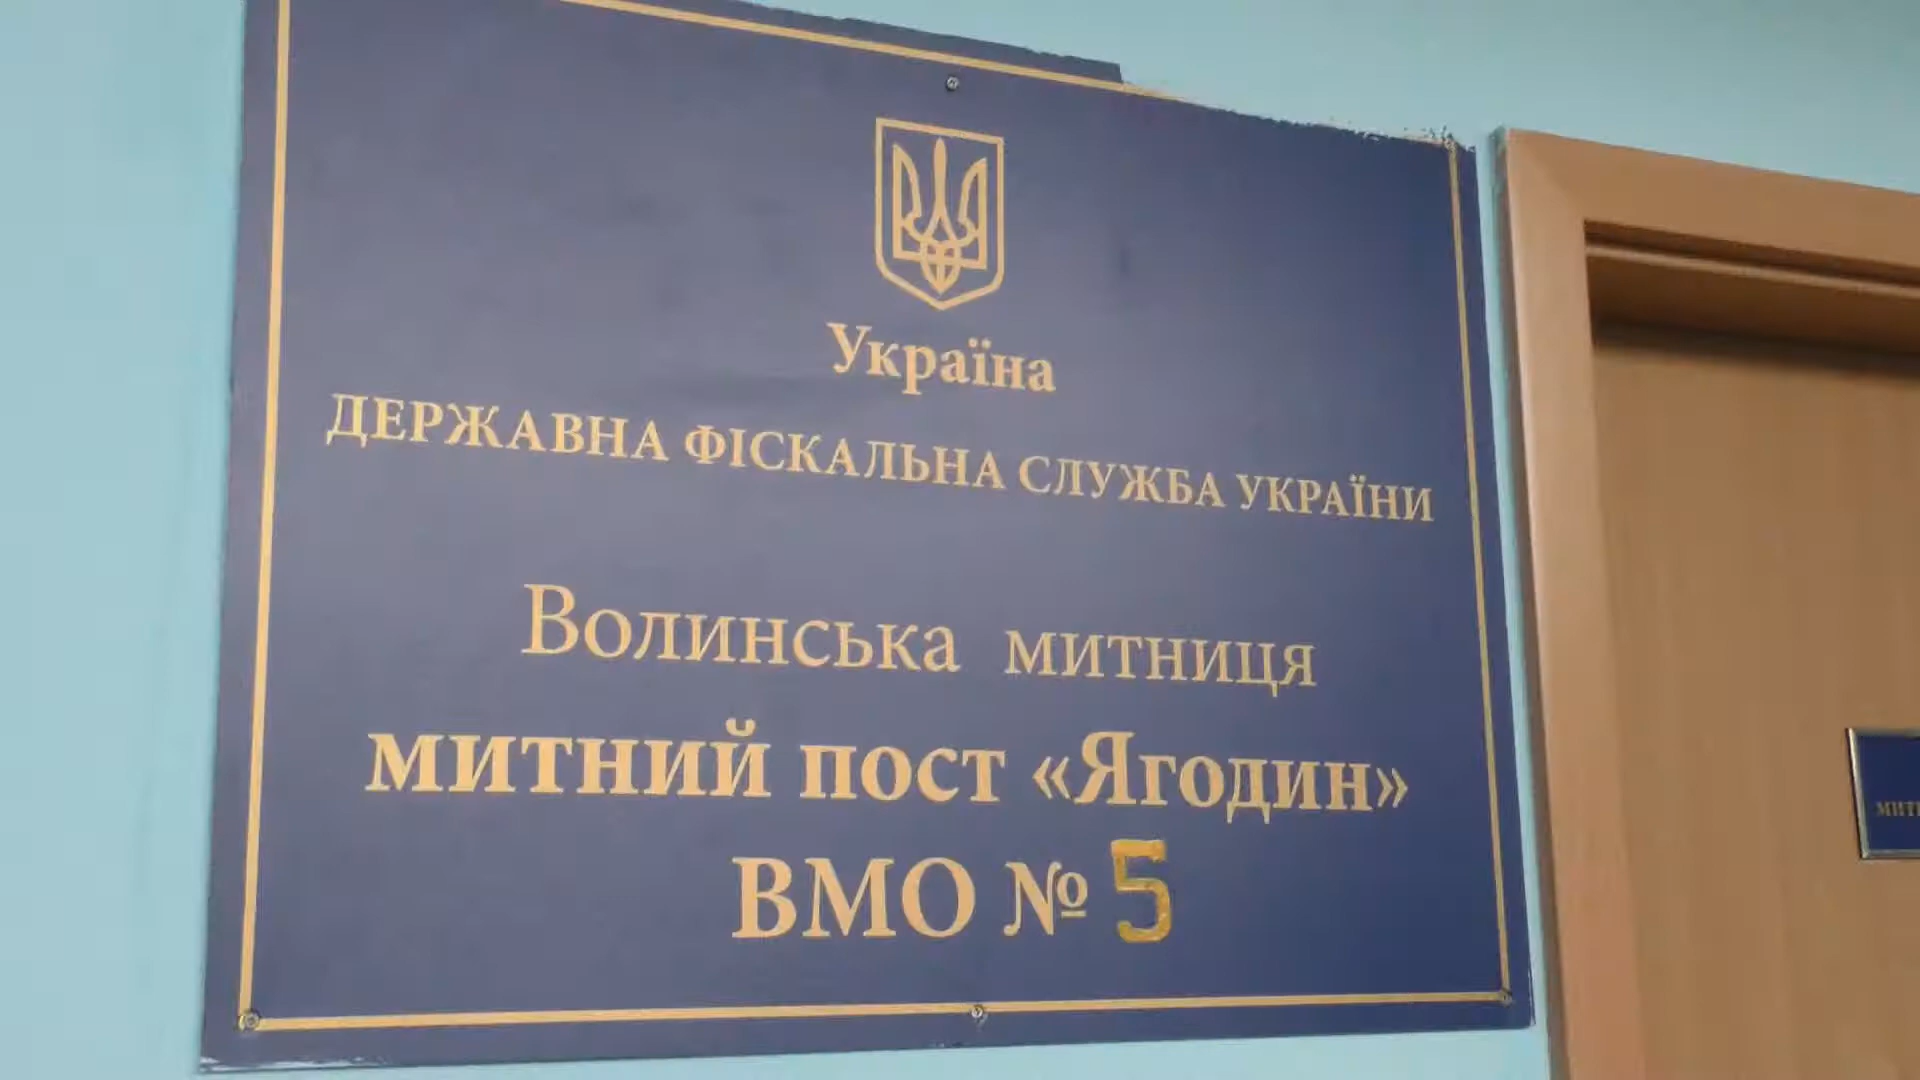 Україна
ДЕРЖАВНА ФІСКАЛЬНА СЛУЖБА УКРАЇНИ
Волинська митниця
митний пост «Ягодин»
ВМО № 5